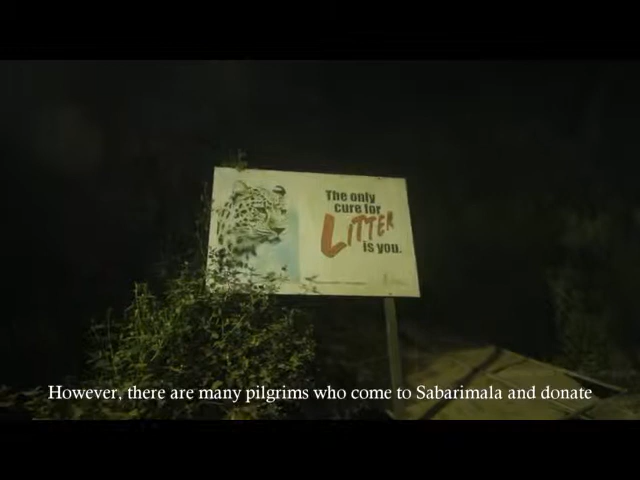 The only
cure for
LITTER
is you.
However, there are many pilgrims who come to Sabarimala and donate